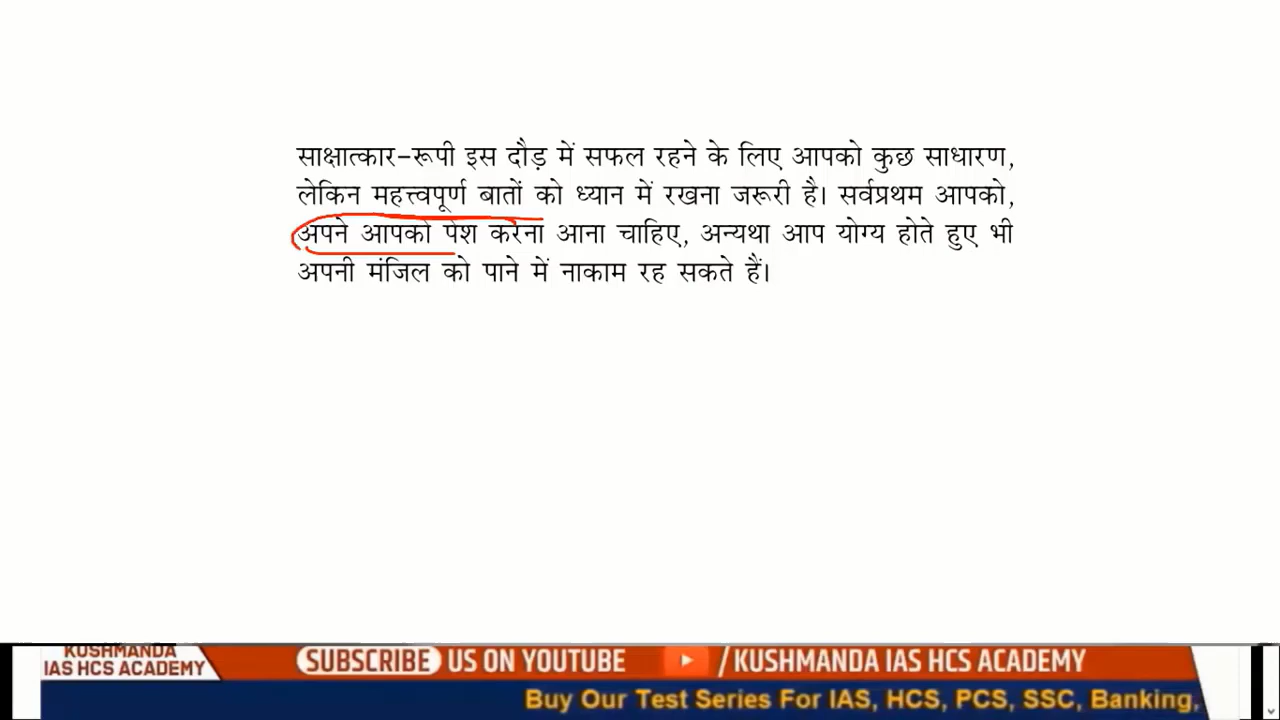 साक्षात्कार-रूपी इस दौड़ में सफल रहने के लिए आपको कुछ साधारण,
लेकिन महत्त्वपूर्ण बातों को ध्यान में रखना जरूरी है। सर्वप्रथम आपको,
अपने आपको पेश करना आना चाहिए, अन्यथा आप योग्य होते हुए भी
अपनी मंजिल को पाने में नाकाम रह सकते हैं।
KUSHMANDA
IAS HCS ACADEMY
SUBSCRIBE US ON YOUTUBE /KUSHMANDA IAS HCS ACADEMY
Buy Our Test Series For IAS, HCS, PCS, SSC, Banking,